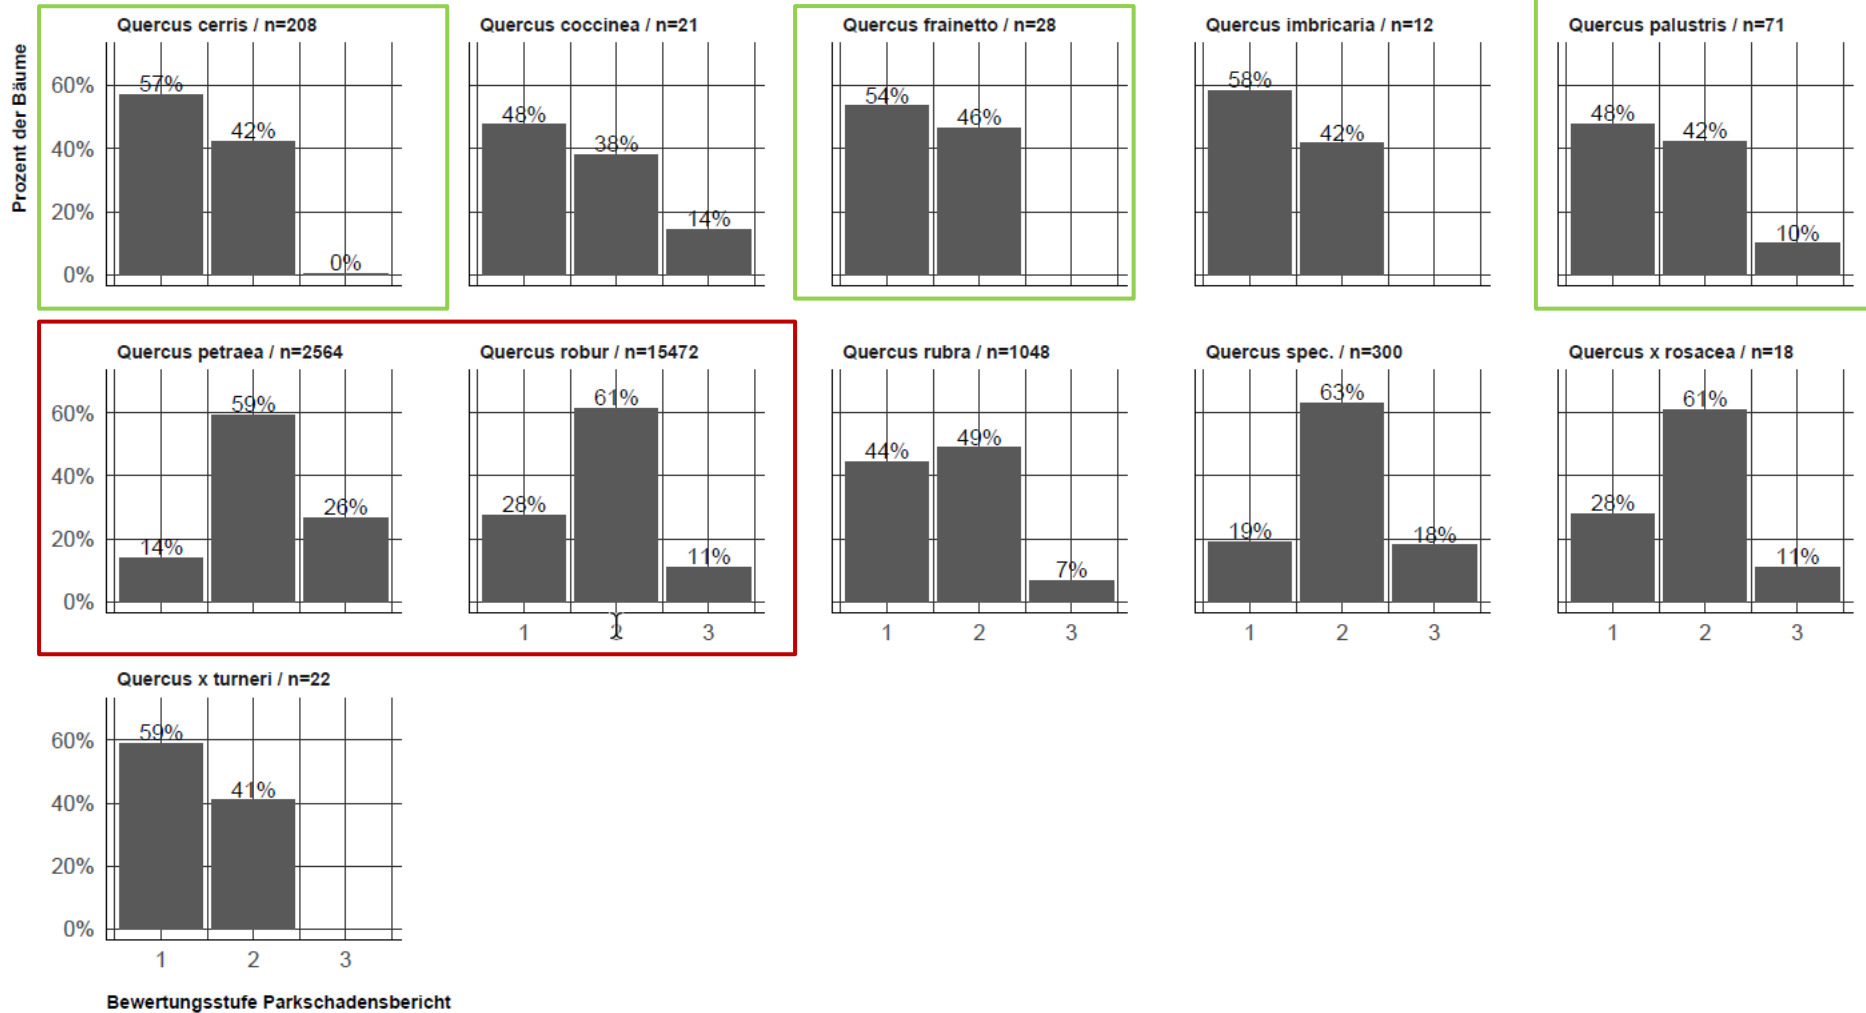 Prozent der Bäume
Quercus cerris / n=208
60%
40%
20%
0%
57%
42%
0%
Quercus coccinea / n=21
48%
38%
14%
Quercus frainetto / n=28
54%
46%
Quercus imbricaria / n=12
58%
42%
Quercus palustris / n=71
48%
42%
10%
Quercus petraea / n=2564
60%
40%
20%
0%
14%
59%
26%
Quercus robur / n=15472
28%
61%
11%
1 2 3
Quercus rubra / n=1048
44%
49%
7%
1 2 3
Quercus spec. / n=300
19%
63%
18%
1 2 3
Quercus x rosacea / n=18
28%
61%
11%
1 2 3
Quercus x turneri / n=22
60%
40%
20%
0%
59%
41%
1 2 3
Bewertungsstufe Parkschadensbericht